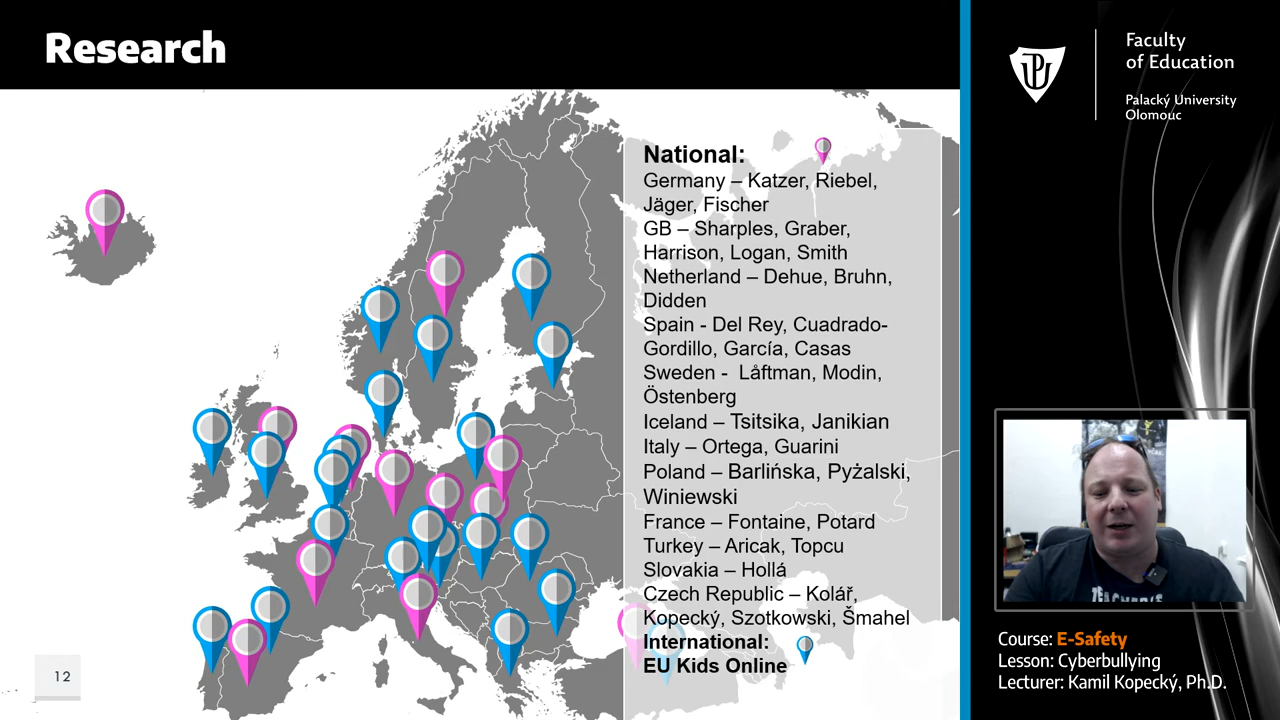 Research
National:
Germany – Katzer, Riebel,
Jäger, Fischer
GB – Sharples, Graber,
Harrison, Logan, Smith
Netherland – Dehue, Bruhn,
Didden
Spain - Del Rey, Cuadrado-
Gordillo, García, Casas
Sweden -  Låftman, Modin,
Östenberg
Iceland – Tsitsika, Janikian
Italy – Ortega, Guarini
Poland – Barlińska, Pyżalski,
Winiewski
France – Fontaine, Potard
Turkey – Aricak, Topcu
Slovakia – Hollá
Czech Republic – Kolář,
Kopecký, Szotkowski, Šmahel
International:
EU Kids Online
12
Faculty
of Education
Palacký University
Olomouc
Course: E-Safety
Lesson: Cyberbullying
Lecturer: Kamil Kopecký, Ph.D.